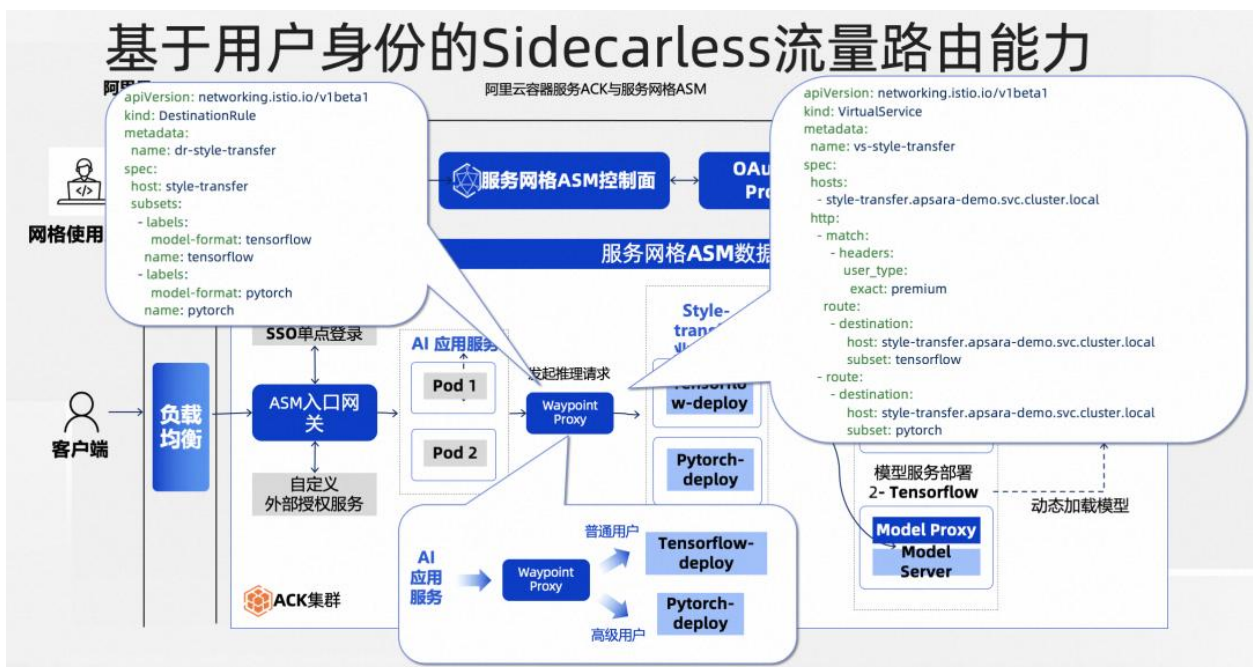 基于用户身份的Sidecarless流量路由能力
阿里云容器服务ACK与服务网格ASM
apiVersion: networking.istio.io/v1beta1
kind: DestinationRule
metadata:
name: dr-style-transfer
spec:
host: style-transfer
subsets:
- labels:
model-format: tensorflow
name: tensorflow
- labels:
model-format: pytorch
name: pytorch
apiVersion: networking.istio.io/v1beta1
kind: VirtualService
metadata:
name: vs-style-transfer
spec:
hosts:
- style-transfer.apsara-demo.svc.cluster.local
http:
- match:
- headers:
user_type:
exact: premium
route:
- destination:
host: style-transfer.apsara-demo.svc.cluster.local
subset: tensorflow
- route:
- destination:
host: style-transfer.apsara-demo.svc.cluster.local
subset: pytorch
网格使用
服务网格ASM控制面
OAu
Pro
服务网格ASM数据
客户端
负载
均衡
SSO单点登录
ASM入口网
关
自定义
外部授权服务
AI 应用服务
Pod 1
Pod 2
发起推理请求
Waypoint
Proxy
Style-
w-deploy
Pytorch-
deploy
模型服务部署
2- Tensorflow
Model Proxy
Model
Server
动态加载模型
ACK集群
AI
应用
服务
Waypoint
Proxy
普通用户
高级用户
Tensorflow-
deploy
Pytorch-
deploy